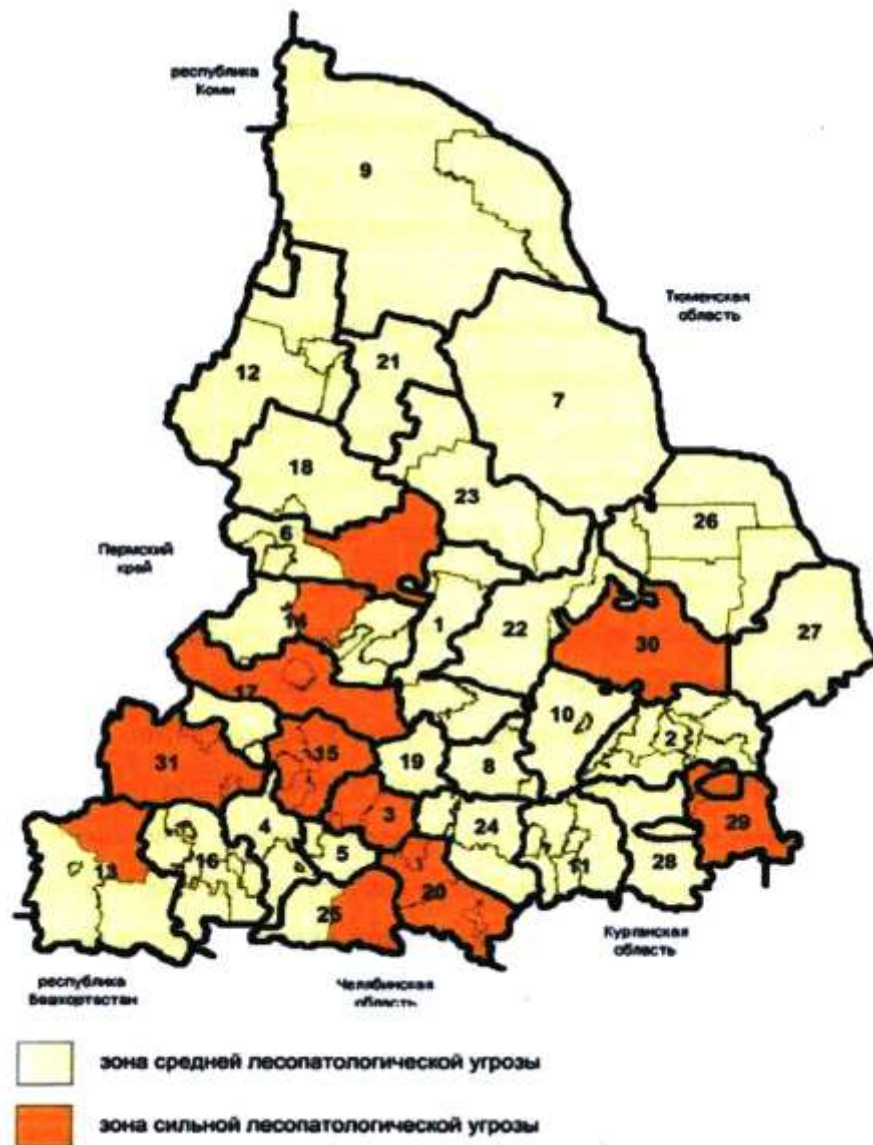 республика
Коми
9
Тюменская
область
12
21
7
18
23
26
6
Пермский
край
14
1
22
30
27
17
10
2
31
15
19
8
3
29
4
24
13
16
5
11
28
20
25
Курганская
область
республика
Башкортастан
Челябинская
область
зона средней лесопатологической угрозы
зона сильной лесопатологической угрозы